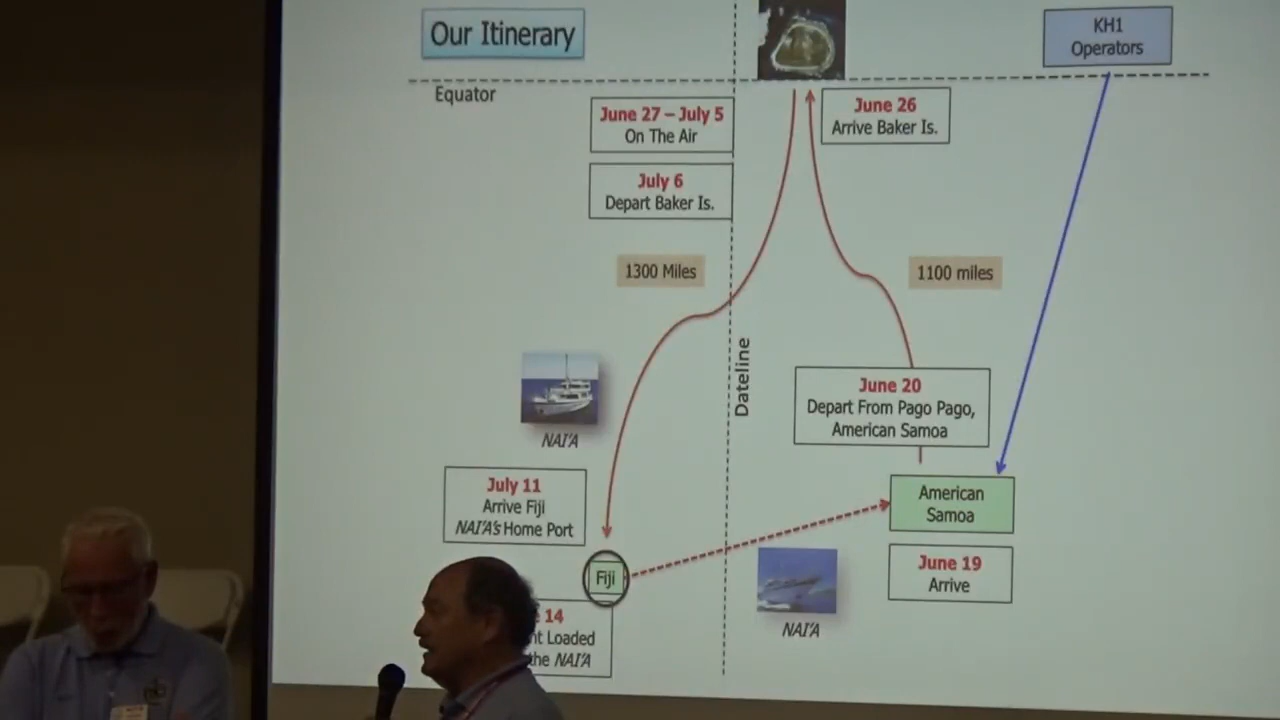 Our Itinerary
KH1
Operators
Equator
June 27 – July 5
On The Air
June 26
Arrive Baker Is.
July 6
Depart Baker Is.
1300 Miles
1100 miles
Dateline
NAI'A
June 20
Depart From Pago Pago,
American Samoa
July 11
Arrive Fiji
NAI'A's Home Port
American
Samoa
Fiji
June 19
Arrive
14
Loaded
the NAI'A
NAI'A